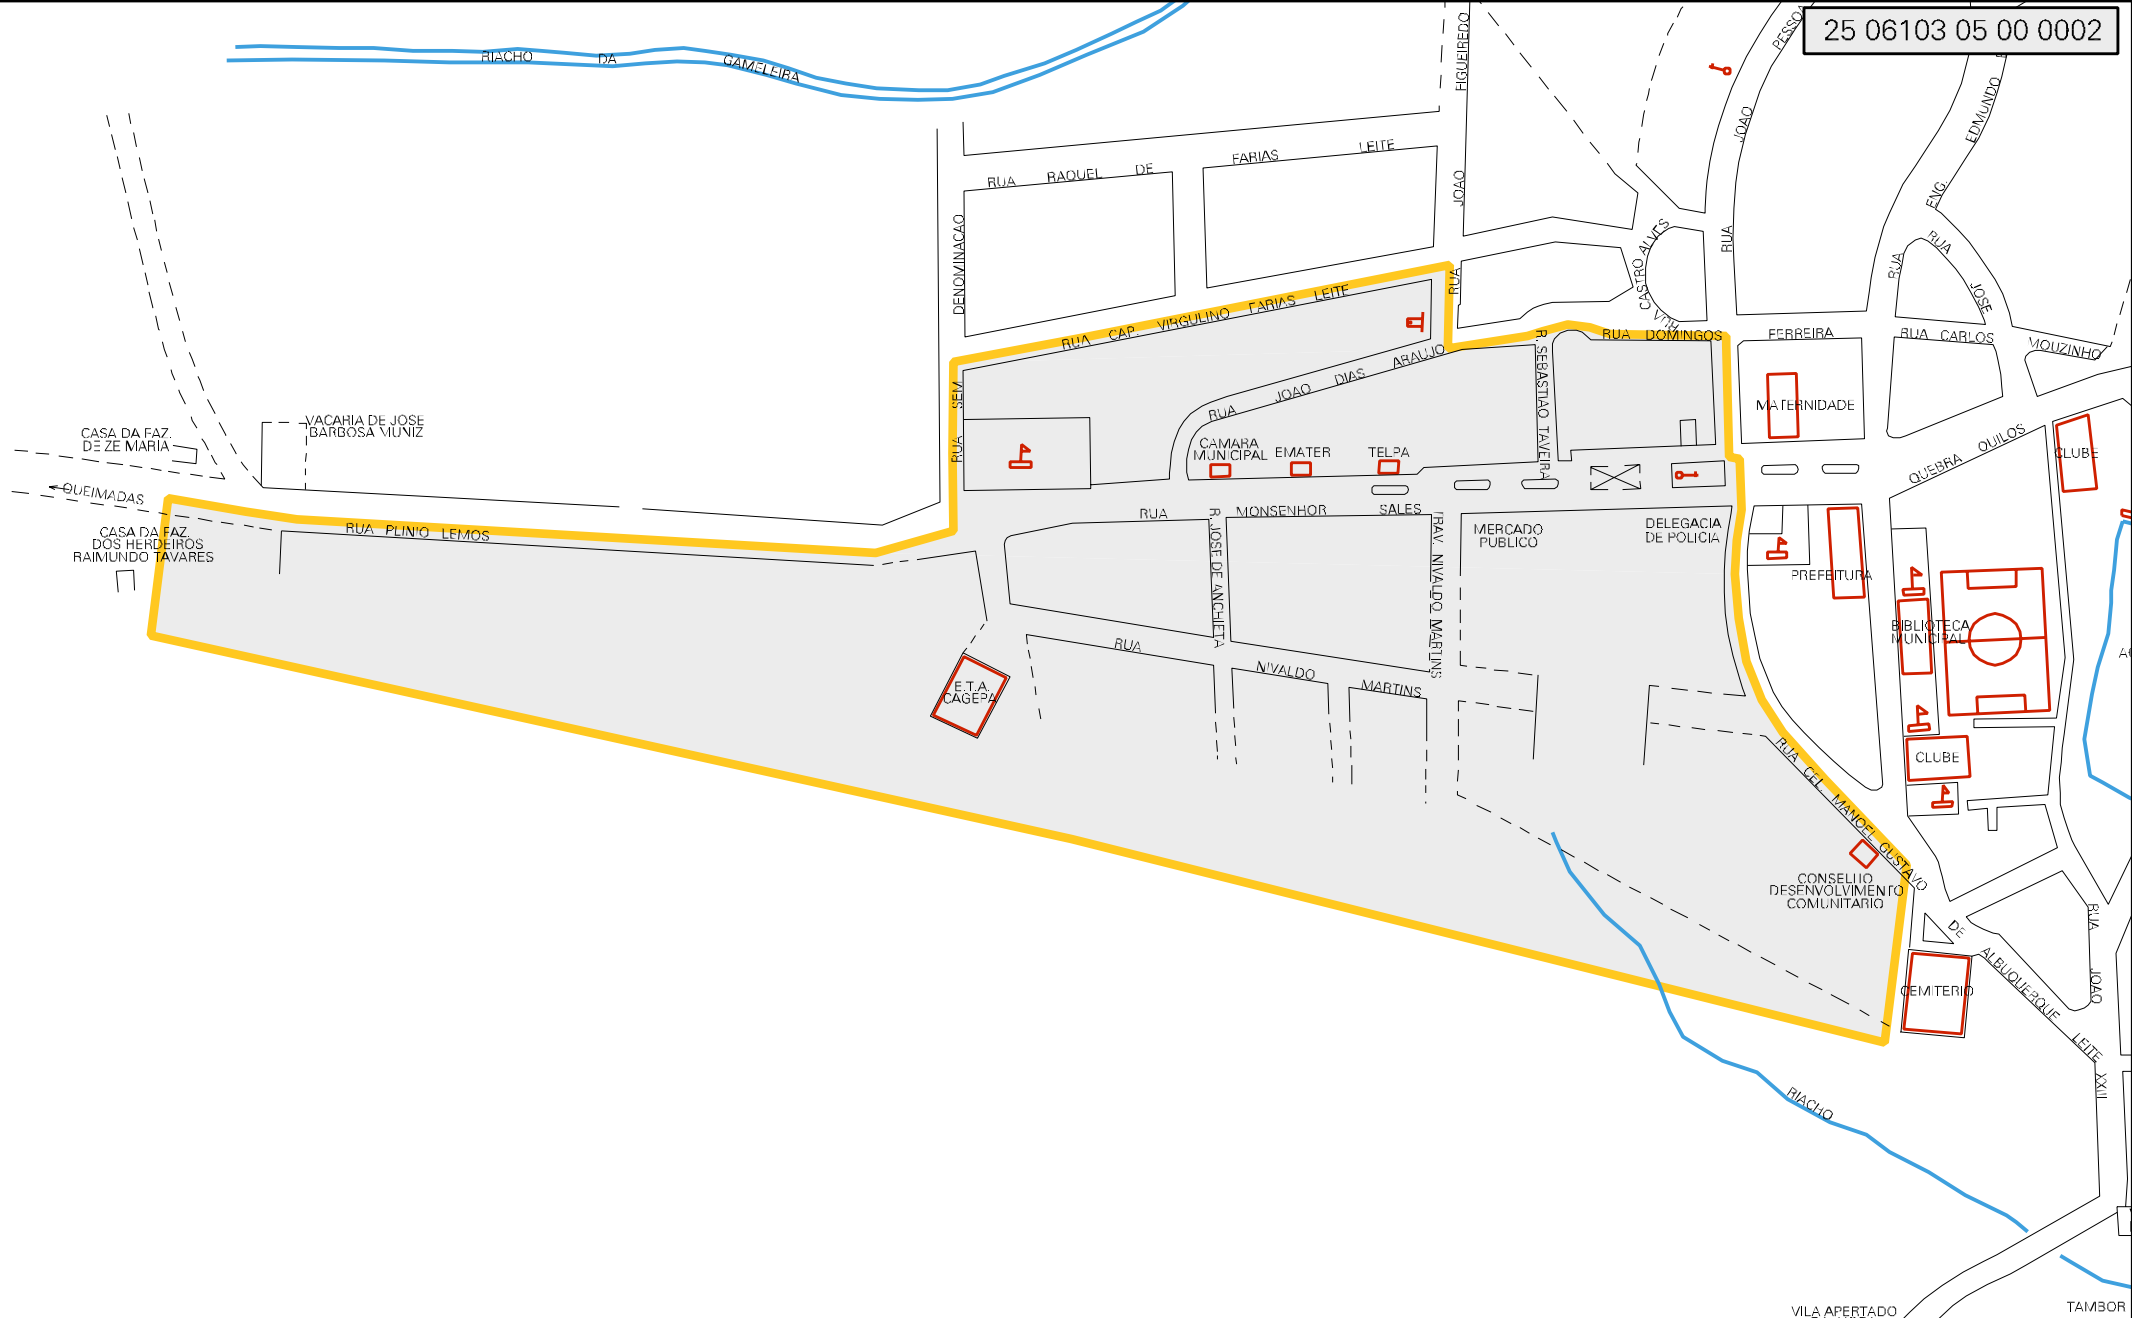 25 06103 05 00 0002
RIACHO DA GAMELEIRA
FIGUEIREDO
JOAO
RUA
PESSOA
JOAO
RUA
EDMUNDO
ENG.
RUA
RUA RAQUEL DE FARIAS LEITE
DENOMINACAO
SEM
RUA
CASTRO ALVES
RUA
RUA
JOSE
RUA CAP. VIRGULINO FARIAS LEITE
RUA DOMINGOS FERREIRA
RUA CARLOS MOUZINHO
R. SEBASTIAO TAVEIRA
RUA JOAO DIAS ARAUJO
MATERNIDADE
VACARIA DE JOSE
BARBOSA MUNIZ
CASA DA FAZ.
DE ZE MARIA
CAMARA
MUNICIPAL
EMATER
TELPA
QUEBRA QUILOS
CLUBE
QUEIMADAS
CASA DA FAZ.
DOS HERDEIROS
RAIMUNDO TAVARES
RUA PLINIO LEMOS
RUA MONSENHOR SALES
R. JOSE DE ANCHIETA
TRAV. NIVALDO MARTINS
MERCADO
PUBLICO
DELEGACIA
DE POLICIA
PREFEITURA
BIBLIOTECA
MUNICIPAL
RUA NIVALDO MARTINS
E.T.A.
CAGEPA
CLUBE
RUA CEL. MANOEL GUSTAVO DE ALBUQUERQUE LEITE
CONSELHO
DESENVOLVIMENTO
COMUNITARIO
RUA JOAO XXIII
CEMITERIO
RIACHO
VILA APERTADO
TAMBOR